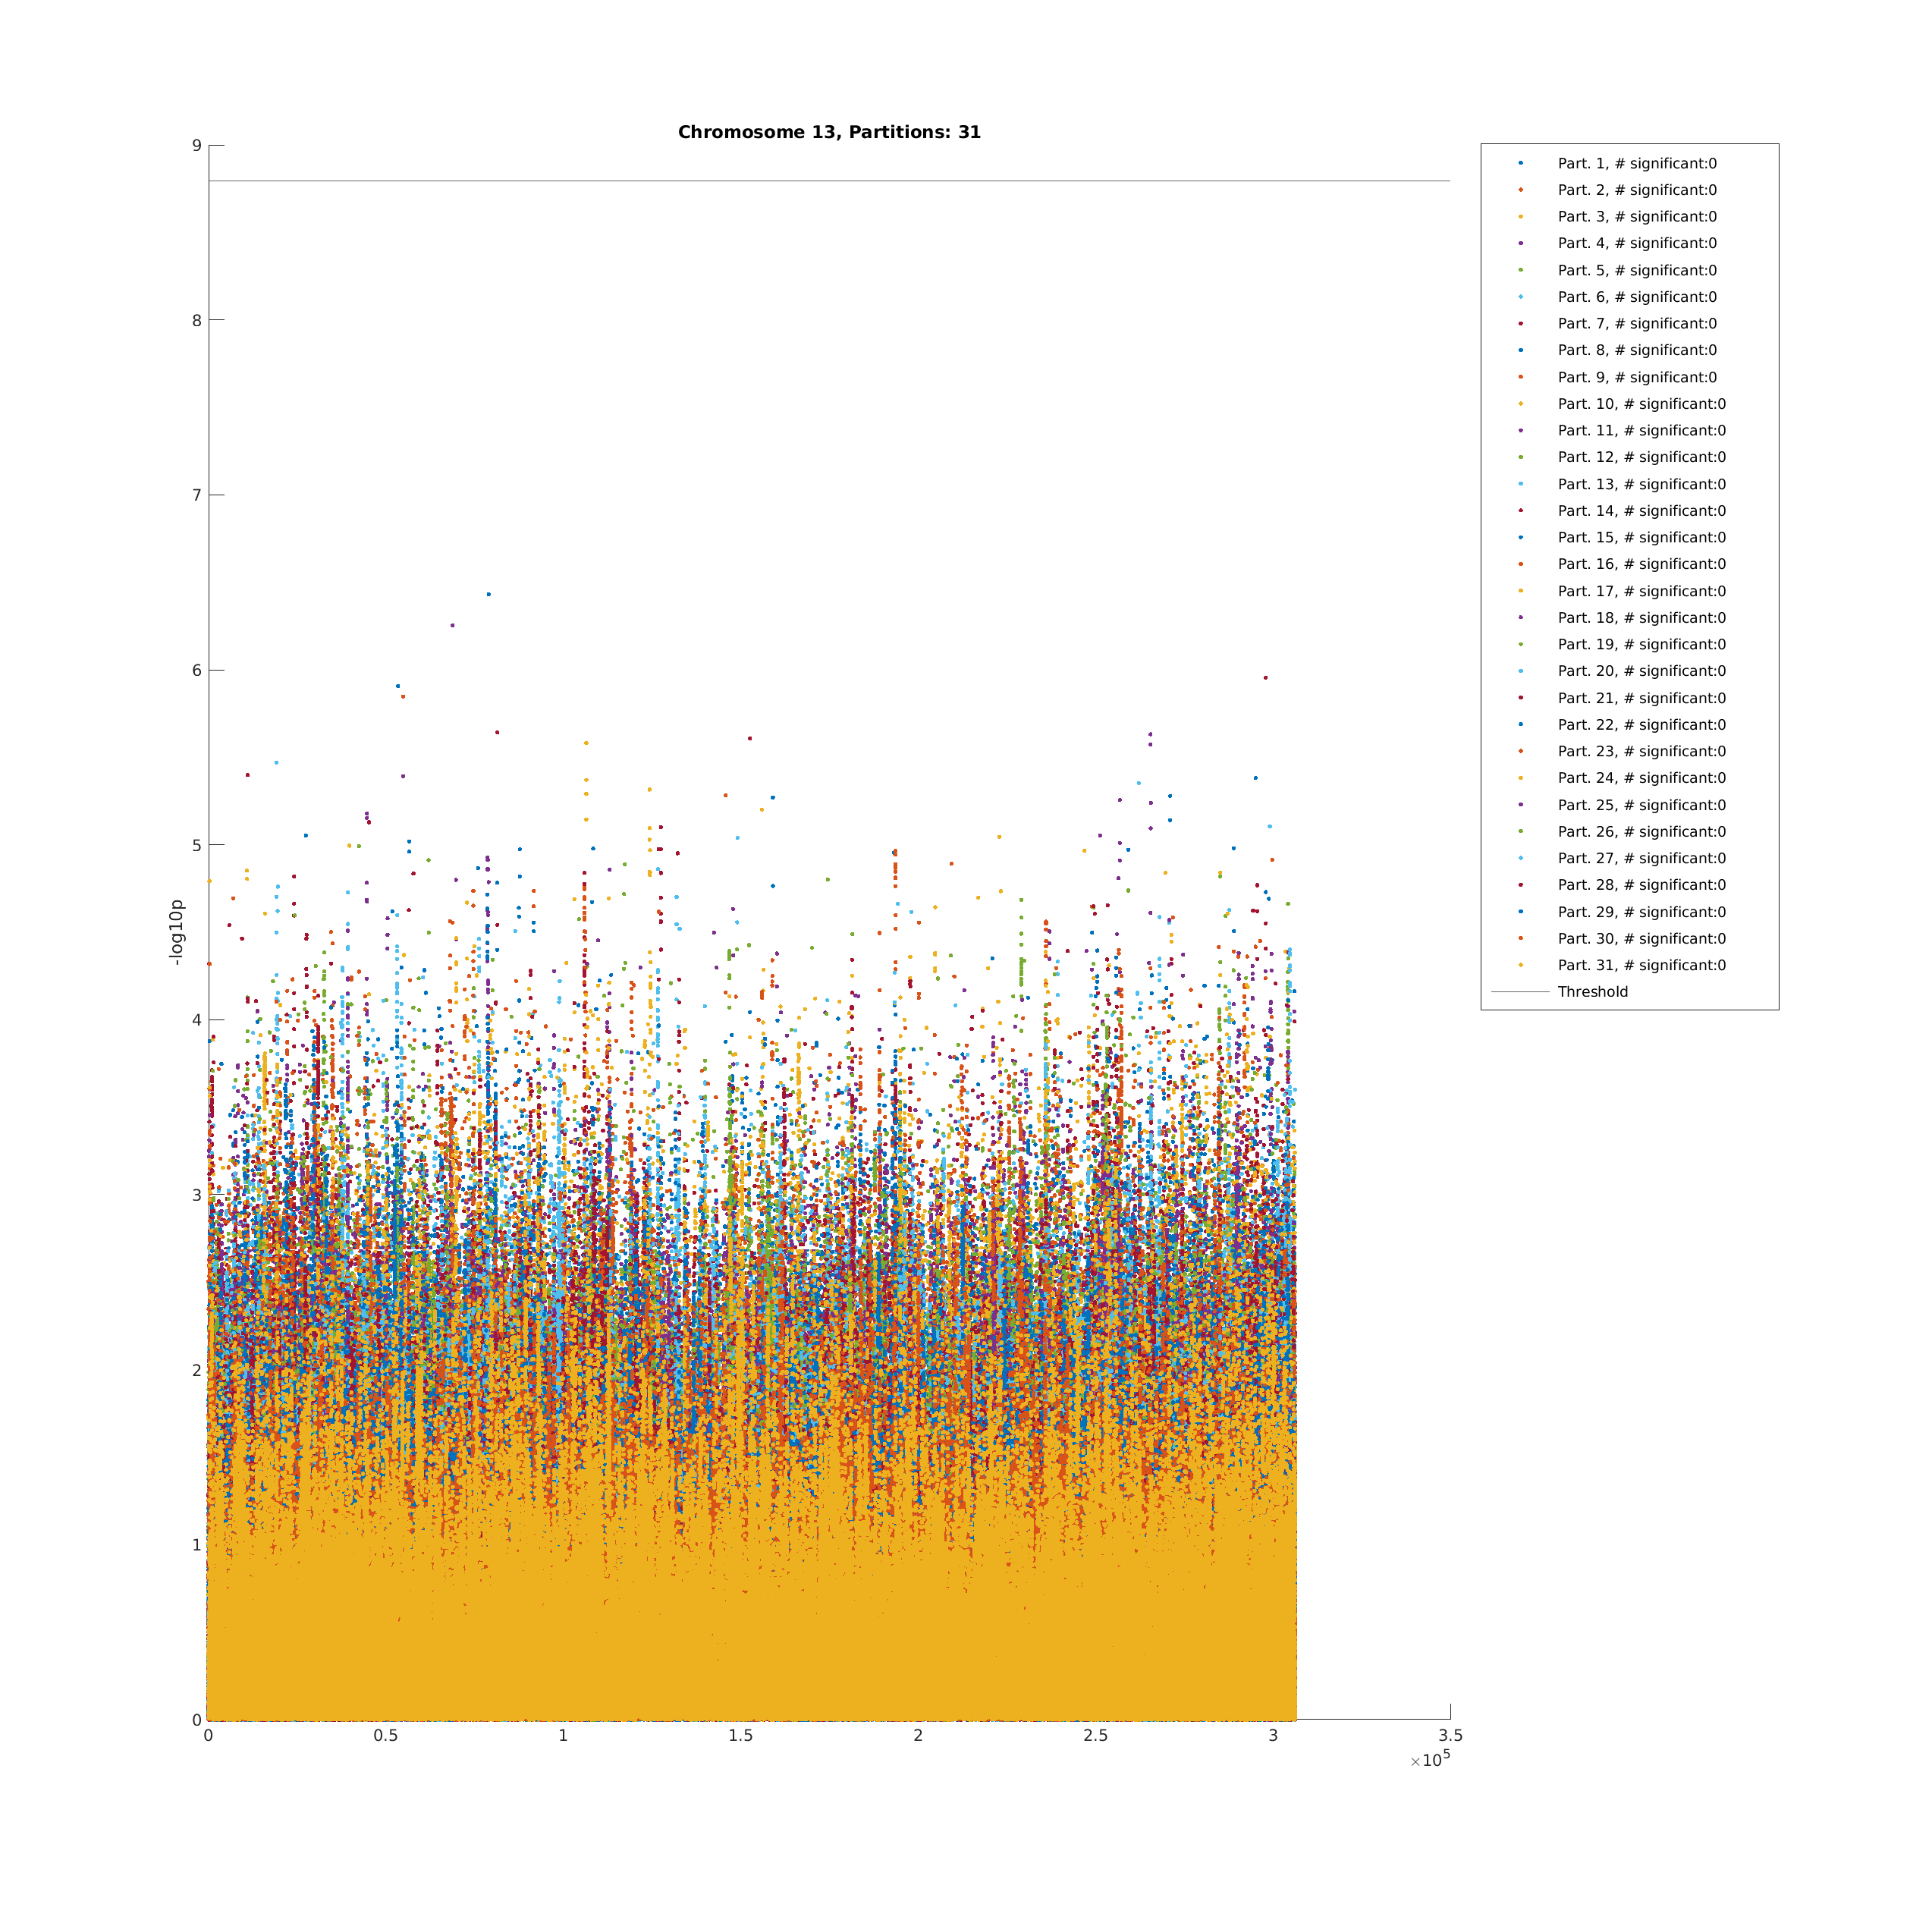 Chromosome 13, Partitions: 31
9
8
7
6
5
4
3
2
1
0
-log10p
0 0.5 1 1.5 2 2.5 3 3.5
×10⁵
Part. 1, # significant:0
Part. 2, # significant:0
Part. 3, # significant:0
Part. 4, # significant:0
Part. 5, # significant:0
Part. 6, # significant:0
Part. 7, # significant:0
Part. 8, # significant:0
Part. 9, # significant:0
Part. 10, # significant:0
Part. 11, # significant:0
Part. 12, # significant:0
Part. 13, # significant:0
Part. 14, # significant:0
Part. 15, # significant:0
Part. 16, # significant:0
Part. 17, # significant:0
Part. 18, # significant:0
Part. 19, # significant:0
Part. 20, # significant:0
Part. 21, # significant:0
Part. 22, # significant:0
Part. 23, # significant:0
Part. 24, # significant:0
Part. 25, # significant:0
Part. 26, # significant:0
Part. 27, # significant:0
Part. 28, # significant:0
Part. 29, # significant:0
Part. 30, # significant:0
Part. 31, # significant:0
Threshold